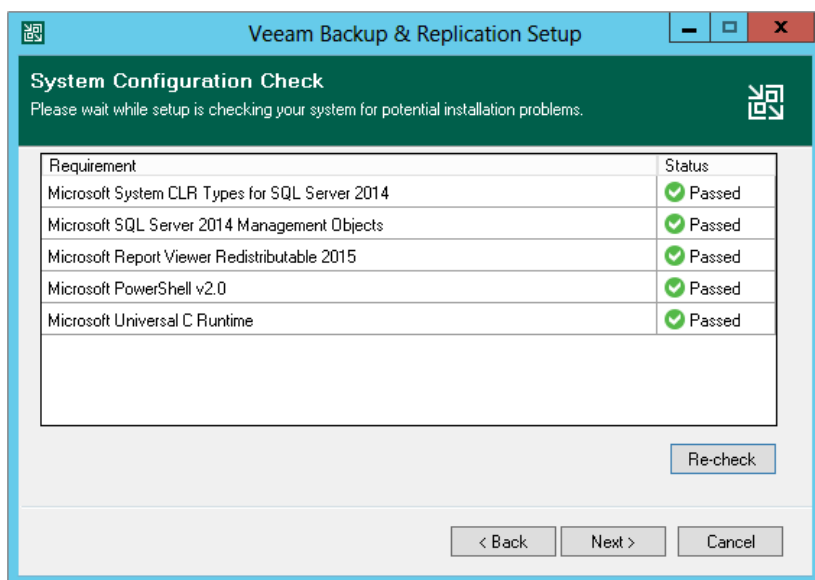 Veeam Backup & Replication Setup
System Configuration Check
Please wait while setup is checking your system for potential installation problems.
Requirement Status
Microsoft System CLR Types for SQL Server 2014 Passed
Microsoft SQL Server 2014 Management Objects Passed
Microsoft Report Viewer Redistributable 2015 Passed
Microsoft PowerShell v2.0 Passed
Microsoft Universal C Runtime Passed
Re-check
< Back Next > Cancel